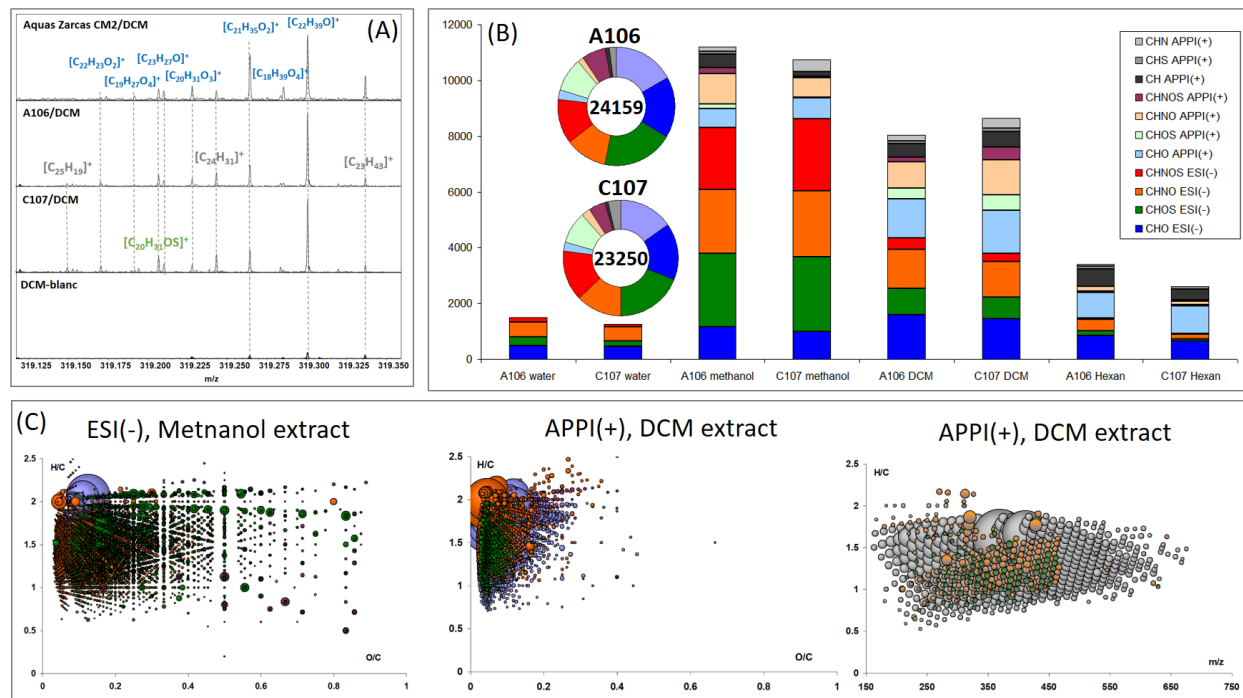 Aquas Zarcas CM2/DCM
[C21H35O2]+
[C22H39O]+
(A)
[C22H23O2]+
[C23H27O]+
[C19H27O4]+
[C20H31O3]+
[C18H39O4]+
A106/DCM
[C25H19]+
[C24H31]+
[C23H43]+
C107/DCM
[C20H31OS]+
DCM-blanc
319.125 319.150 319.175 319.200 319.225 319.250 319.275 319.300 319.325 319.350
m/z
(B)
12000
10000
8000
6000
4000
2000
0
A106
24159
C107
23250
CHN APPI(+)
CHS APPI(+)
CH APPI(+)
CHNOS APPI(+)
CHNO APPI(+)
CHOS APPI(+)
CHO APPI(+)
CHNOS ESI(-)
CHNO ESI(-)
CHOS ESI(-)
CHO ESI(-)
A106 water C107 water A106 methanol C107 methanol A106 DCM C107 DCM A106 Hexan C107 Hexan
(C)
ESI(-), Metnanol extract
H/C
2.5
2
1.5
1
0.5
0
0.2 0.4 0.6 0.8 1
O/C
APPI(+), DCM extract
H/C
2.5
2
1.5
1
0.5
0
0 0.2 0.4 0.6 0.8 1
O/C
APPI(+), DCM extract
H/C
2.5
2
1.5
1
0.5
0
150 250 350 450 550 650 750
m/z